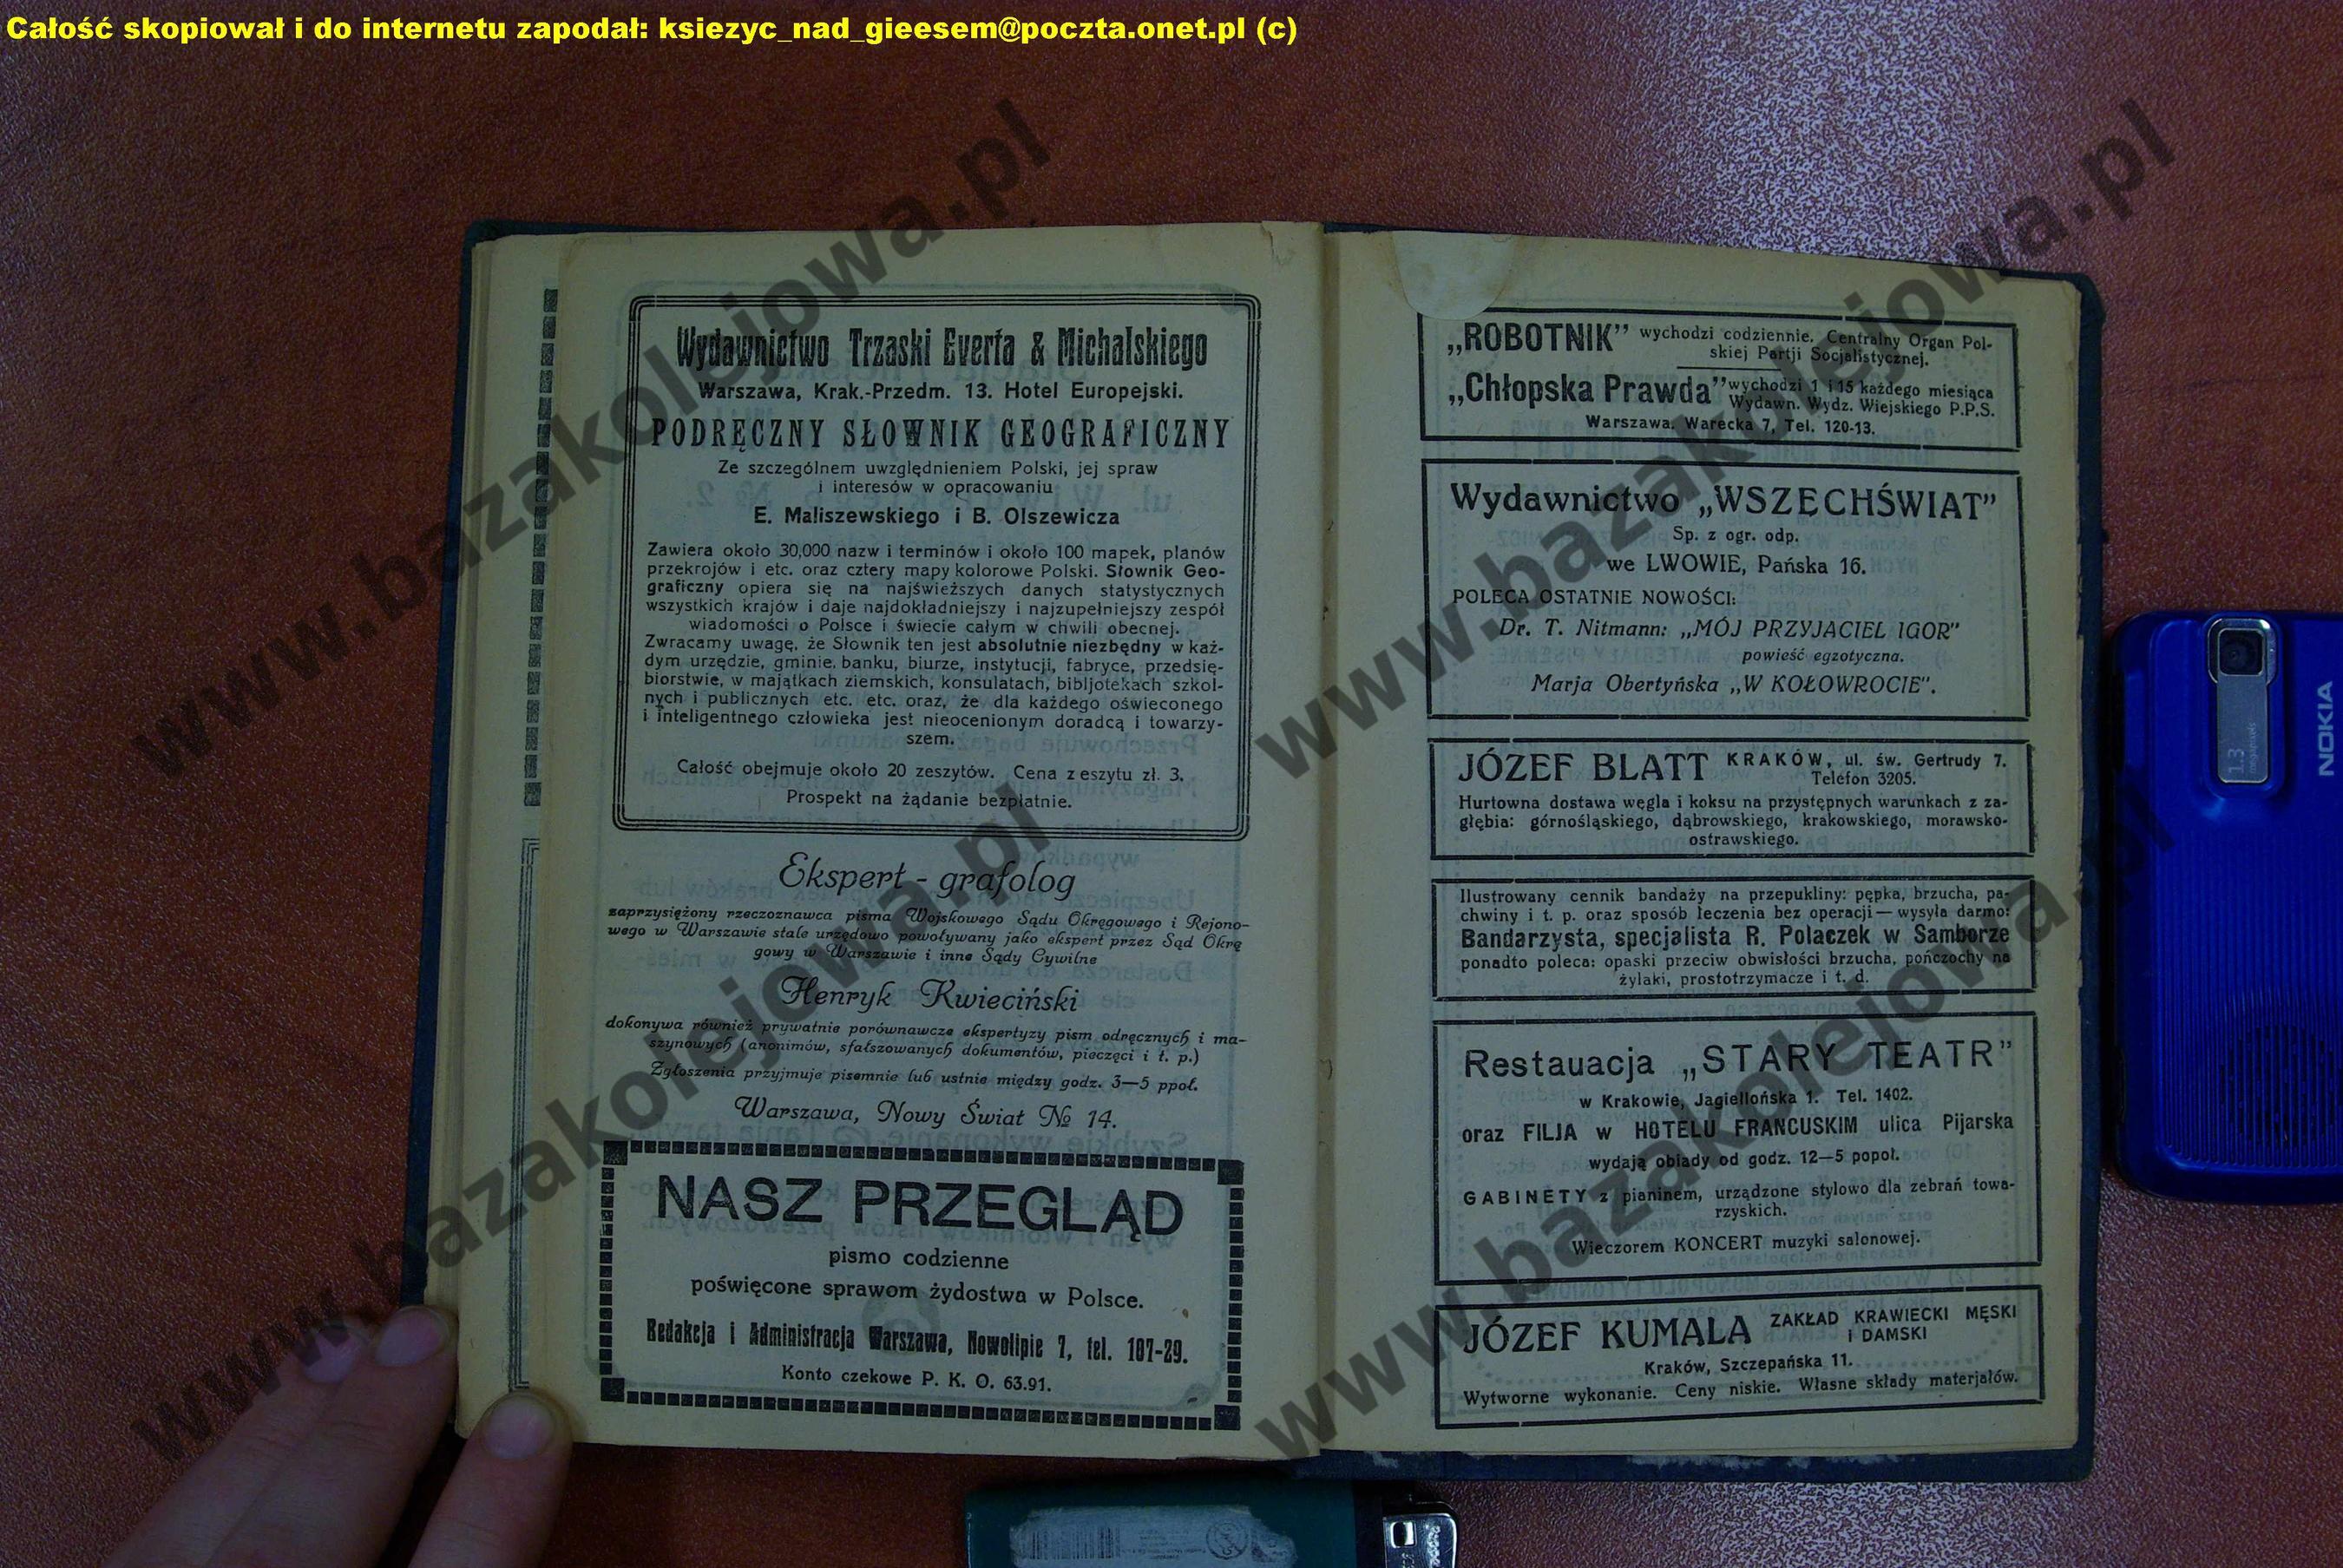 Całość skopiował i do internetu zapodał: ksiezyc_nad_gieesem@poczta.onet.pl (c)
Wydawnictwo Trzaski Everta & Michalskiego
Warszawa, Krak.-Przedm. 13. Hotel Europejski.
PODRĘCZNY SŁOWNIK GEOGRAFICZNY
Ze szczególnem uwzględnieniem Polski, jej spraw
i interesów w opracowaniu
E. Maliszewskiego i B. Olszewicza
Zawiera około 30,000 nazw i terminów i około 100 mapek, planów
przekrojów i etc. oraz cztery mapy kolorowe Polski. Słownik Geo-
graficzny opiera się na najświeższych danych statystycznych
wszystkich krajów i daje najdokładniejszy i najzupełniejszy zespół
wiadomości o Polsce i świecie całym w chwili obecnej.
Zwracamy uwagę, że Słownik ten jest absolutnie niezbędny w każ-
dym urzędzie, gminie, banku, biurze, instytucji, fabryce, przedsię-
biorstwie, w majątkach ziemskich, konsulatach, bibljotekach szkol-
nych i publicznych etc. etc. oraz, że dla każdego oświeconego
i inteligentnego człowieka jest nieocenionym doradcą i towarzy-
szem.
Całość obejmuje około 20 zeszytów. Cena zeszytu zł. 3.
Prospekt na żądanie bezpłatnie.
Ekspert - grafolog
zaprzysiężony rzeczoznawca pisma Wojskowego Sądu Okręgowego i Rejono-
wego w Warszawie stale urzędowo powoływany jako ekspert przez Sąd Okrę
gowy w Warszawie i inne Sądy Cywilne
Henryk Kwieciński
dokonywa również prywatnie porównawcze ekspertyzy pism odręcznych i ma-
szynowych (anonimów, sfałszowanych dokumentów, pieczęci i t. p.)
Zgłoszenia przyjmuje pisemnie lub ustnie między godz. 3—5 ppoł.
Warszawa, Nowy Świat № 14.
NASZ PRZEGLĄD
pismo codzienne
poświęcone sprawom żydostwa w Polsce.
Redakcja i Administracja Warszawa, Nowolipie 7, tel. 107-29.
Konto czekowe P. K. O. 63.91.
„ROBOTNIK” wychodzi codziennie. Centralny Organ Pol-
skiej Partji Socjalistycznej.
„Chłopska Prawda” wychodzi 1 i 15 każdego miesiąca
Wydawn. Wydz. Wiejskiego P.P.S.
Warszawa, Warecka 7, Tel. 120-13.
Wydawnictwo „WSZECHŚWIAT”
Sp. z ogr. odp.
we LWOWIE, Pańska 16.
POLECA OSTATNIE NOWOŚCI:
Dr. T. Nitmann: „MÓJ PRZYJACIEL IGOR”
powieść egzotyczna.
Marja Obertyńska „W KOŁOWROCIE”.
JÓZEF BLATT KRAKÓW, ul. św. Gertrudy 7.
Telefon 3205.
Hurtowna dostawa węgla i koksu na przystępnych warunkach z za-
głębia: górnośląskiego, dąbrowskiego, krakowskiego, morawsko-
ostrawskiego.
Ilustrowany cennik bandaży na przepukliny: pępka, brzucha, pa-
chwiny i t. p. oraz sposób leczenia bez operacji — wysyła darmo:
Bandarzysta, specjalista R. Polaczek w Samborze
ponadto poleca: opaski przeciw obwisłości brzucha, pończochy na
żylaki, prostotrzymacze i t. d.
Restauacja „STARY TEATR”
w Krakowie, Jagiellońska 1. Tel. 1402.
oraz FILJA w HOTELU FRANCUSKIM ulica Pijarska
wydają obiady od godz. 12—5 popoł.
GABINETY z pianinem, urządzone stylowo dla zebrań towa-
rzyskich.
Wieczorem KONCERT muzyki salonowej.
JÓZEF KUMALA ZAKŁAD KRAWIECKI MĘSKI
i DAMSKI
Kraków, Szczepańska 11.
Wytworne wykonanie. Ceny niskie. Własne składy materjałów.
NOKIA
1.3
megapixels
www.bazakolejowa.pl
www.bazakolejowa.pl
www.bazakolejowa.pl
www.bazakolejowa.pl